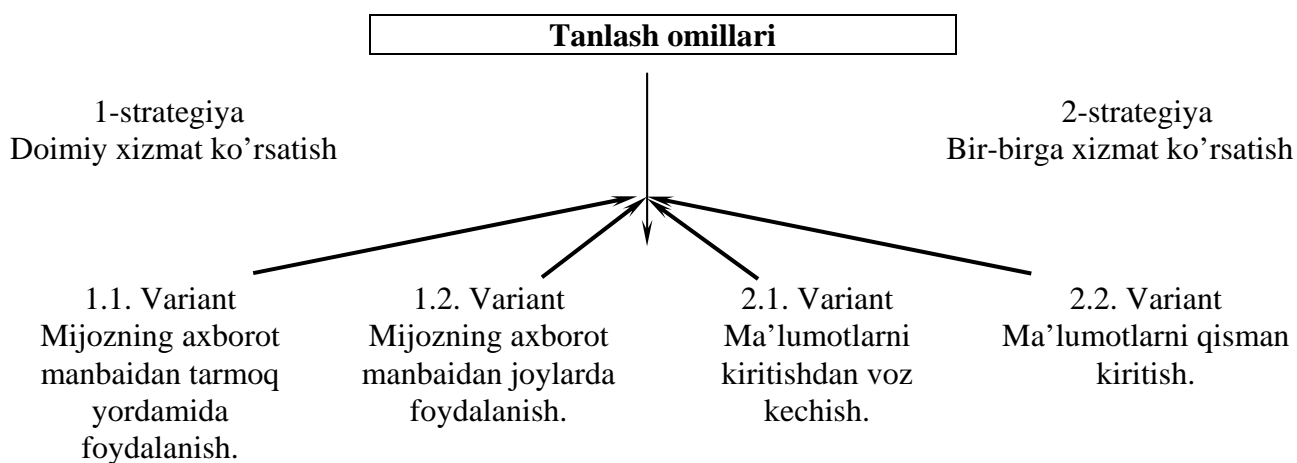 Tanlash omillari
1-strategiya
Doimiy xizmat ko’rsatish
2-strategiya
Bir-birga xizmat ko’rsatish
1.1. Variant
Mijozning axborot
manbaidan tarmoq
yordamida
foydalanish.
1.2. Variant
Mijozning axborot
manbaidan joylarda
foydalanish.
2.1. Variant
Ma’lumotlarni
kiritishdan voz
kechish.
2.2. Variant
Ma’lumotlarni qisman
kiritish.